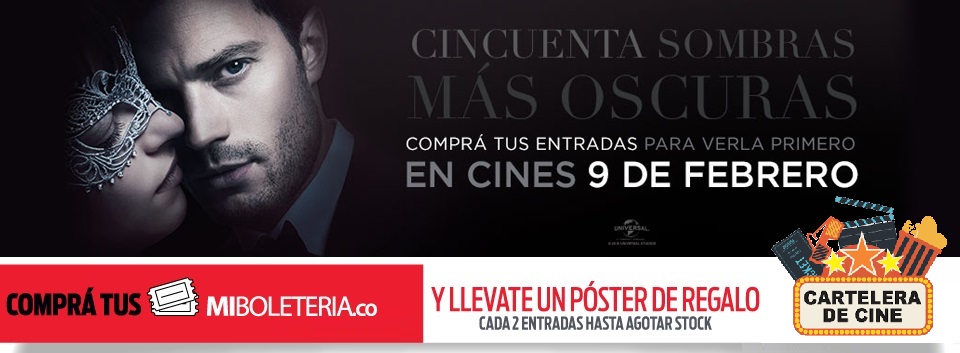 CINCUENTA SOMBRAS
MÁS OSCURAS
COMPRÁ TUS ENTRADAS PARA VERLA PRIMERO
EN CINES 9 DE FEBRERO
UNIVERSAL
COMPRÁ TUS
MIBOLETERIA.co
Y LLEVATE UN PÓSTER DE REGALO
CADA 2 ENTRADAS HASTA AGOTAR STOCK
TICKET
CARTELERA
DE CINE